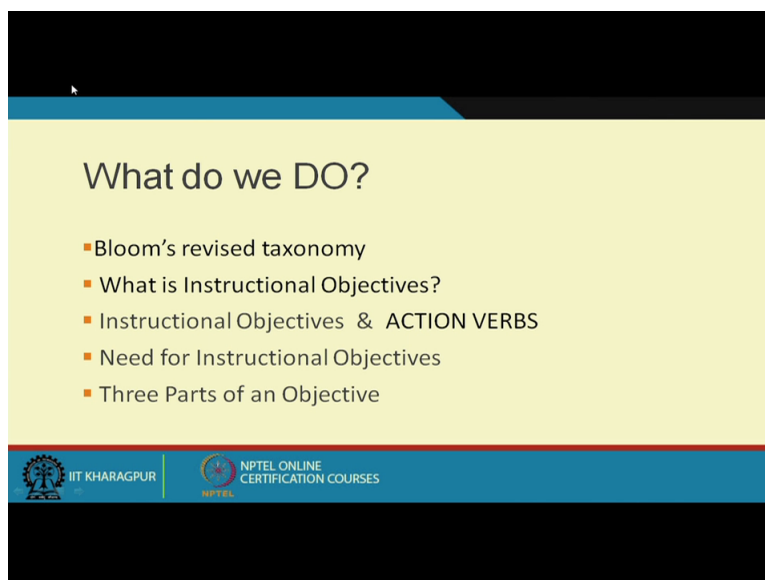 What do we DO?
Bloom's revised taxonomy
What is Instructional Objectives?
Instructional Objectives & ACTION VERBS
Need for Instructional Objectives
Three Parts of an Objective
IIT KHARAGPUR
NPTEL ONLINE
CERTIFICATION COURSES
NPTEL